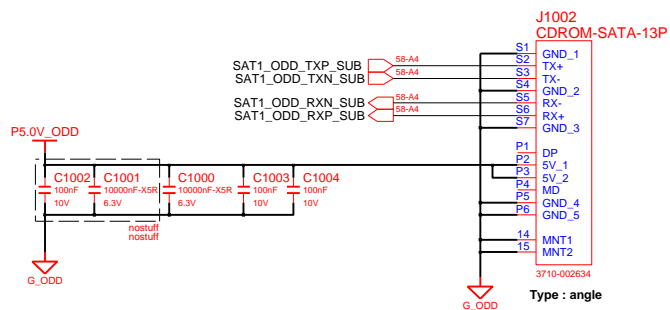 J1002
CDROM-SATA-13P
SAT1_ODD_TXP_SUB 58-A4 S2 TX+
SAT1_ODD_TXN_SUB 58-A4 S3 TX-
SAT1_ODD_RXN_SUB 58-A4 S5 RX-
SAT1_ODD_RXP_SUB 58-A4 S6 RX+
S1 GND_1
S4 GND_2
S7 GND_3
P1 DP
P2 5V_1
P3 5V_2
P4 MD
P5 GND_4
P6 GND_5
14 MNT1
15 MNT2
3710-002634
Type : angle
G_ODD
P5.0V_ODD
C1002 C1001 C1000 C1003 C1004
100nF 10000nF-X5R 10000nF-X5R 100nF 100nF
10V 6.3V 6.3V 10V 10V
nostuff
nostuff
G_ODD